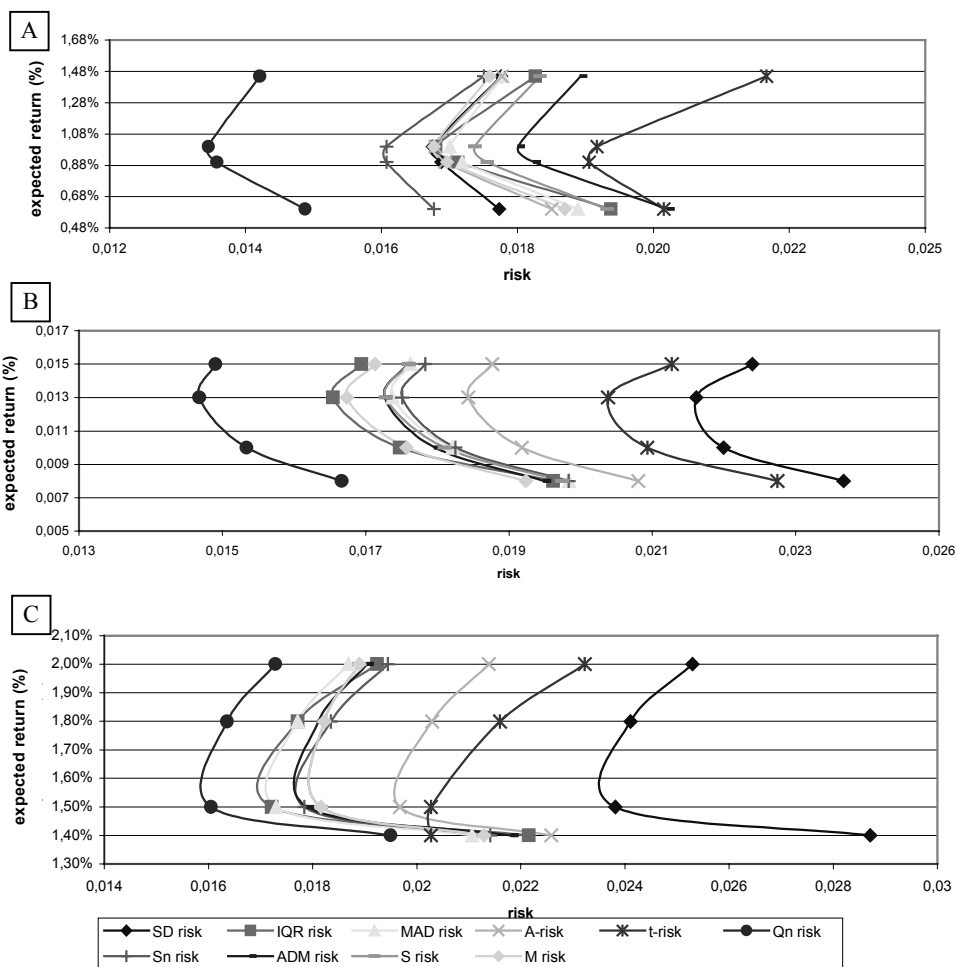 A
expected return (%)
1,68%
1,48%
1,28%
1,08%
0,88%
0,68%
0,48%
0,012 0,014 0,016 0,018 0,020 0,022 0,025
risk
B
expected return (%)
0,017
0,015
0,013
0,011
0,009
0,007
0,005
0,013 0,015 0,017 0,019 0,021 0,023 0,026
risk
C
expected return (%)
2,10%
2,00%
1,90%
1,80%
1,70%
1,60%
1,50%
1,40%
1,30%
0,014 0,016 0,018 0,02 0,022 0,024 0,026 0,028 0,03
risk
SD risk IQR risk MAD risk A-risk t-risk Qn risk
Sn risk ADM risk S risk M risk